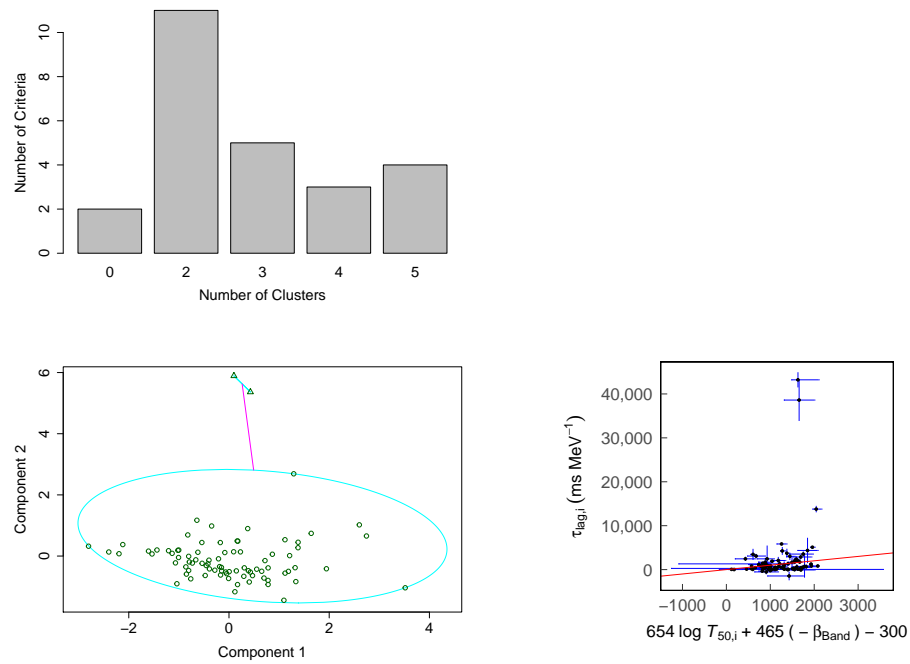 Number of Criteria
10
8
6
4
2
0
0 2 3 4 5
Number of Clusters
Component 2
6
4
2
0
−2 0 2 4
Component 1
τlag,i (ms MeV−1)
40,000
30,000
20,000
10,000
0
−1000 0 1000 2000 3000
654 log T50,i + 465 ( − βBand ) − 300